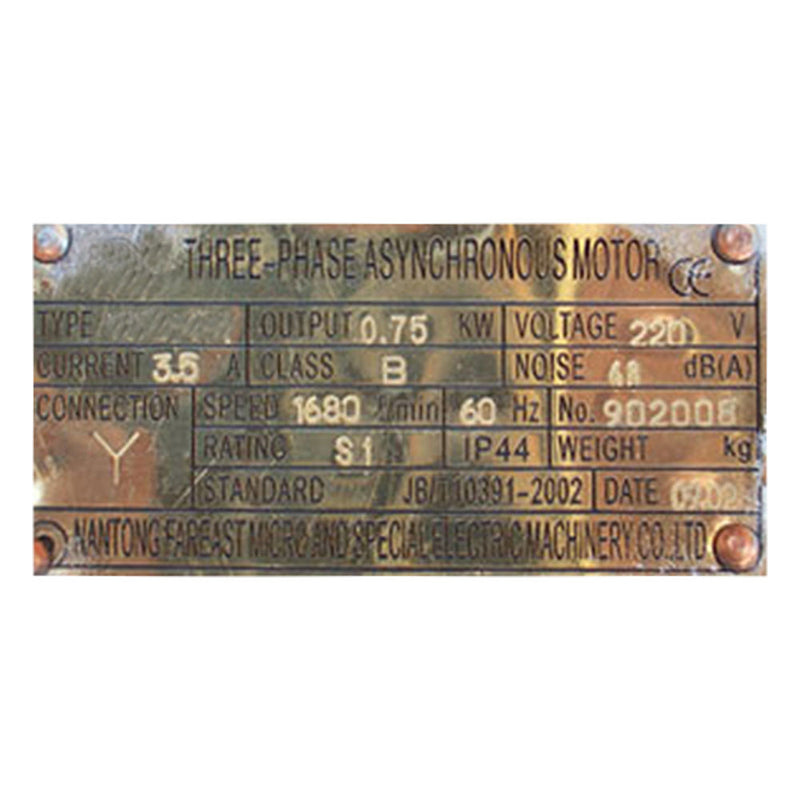 THREE-PHASE ASYNCHRONOUS MOTOR CE
TYPE OUTPUT 0.75 KW VOLTAGE 220 V
CURRENT 3.5 A CLASS B NOISE 68 dB(A)
CONNECTION SPEED 1680 r/min 60 Hz No. 902008
Y RATING S1 IP44 WEIGHT kg
STANDARD JB/T10391-2002 DATE
NANTONG FAREAST MICRO AND SPECIAL ELECTRIC MACHINERY CO.,LTD